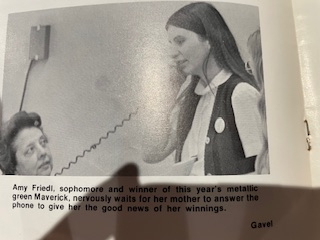 Amy Friedl, sophomore and winner of this year's metallic
green Maverick, nervously waits for her mother to answer the
phone to give her the good news of her winnings.
Gavel